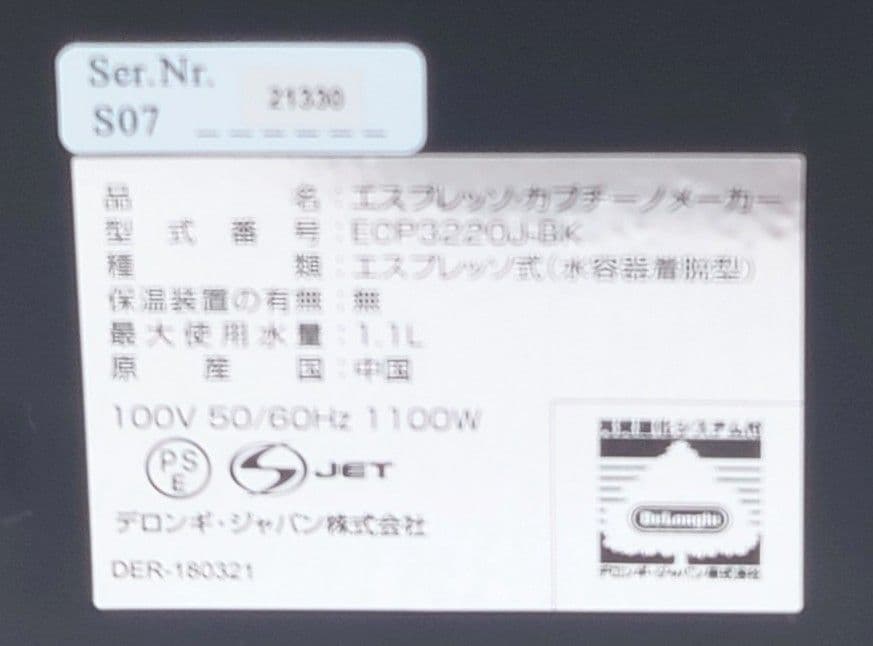 Ser.Nr.
21330
S07 _ _ _ _ _ _
品名：エスプレッソ・カプチーノメーカー
型式番号：ECP3220J-BK
種類：エスプレッソ式(水容器着脱型)
保温装置の有無：無
最大使用水量：1.1L
原産国：中国
100V 50/60Hz 1100W
PS
E
S JET
デロンギ・ジャパン株式会社
DER-180321
DeLonghi
デロンギ・ジャパン株式会社